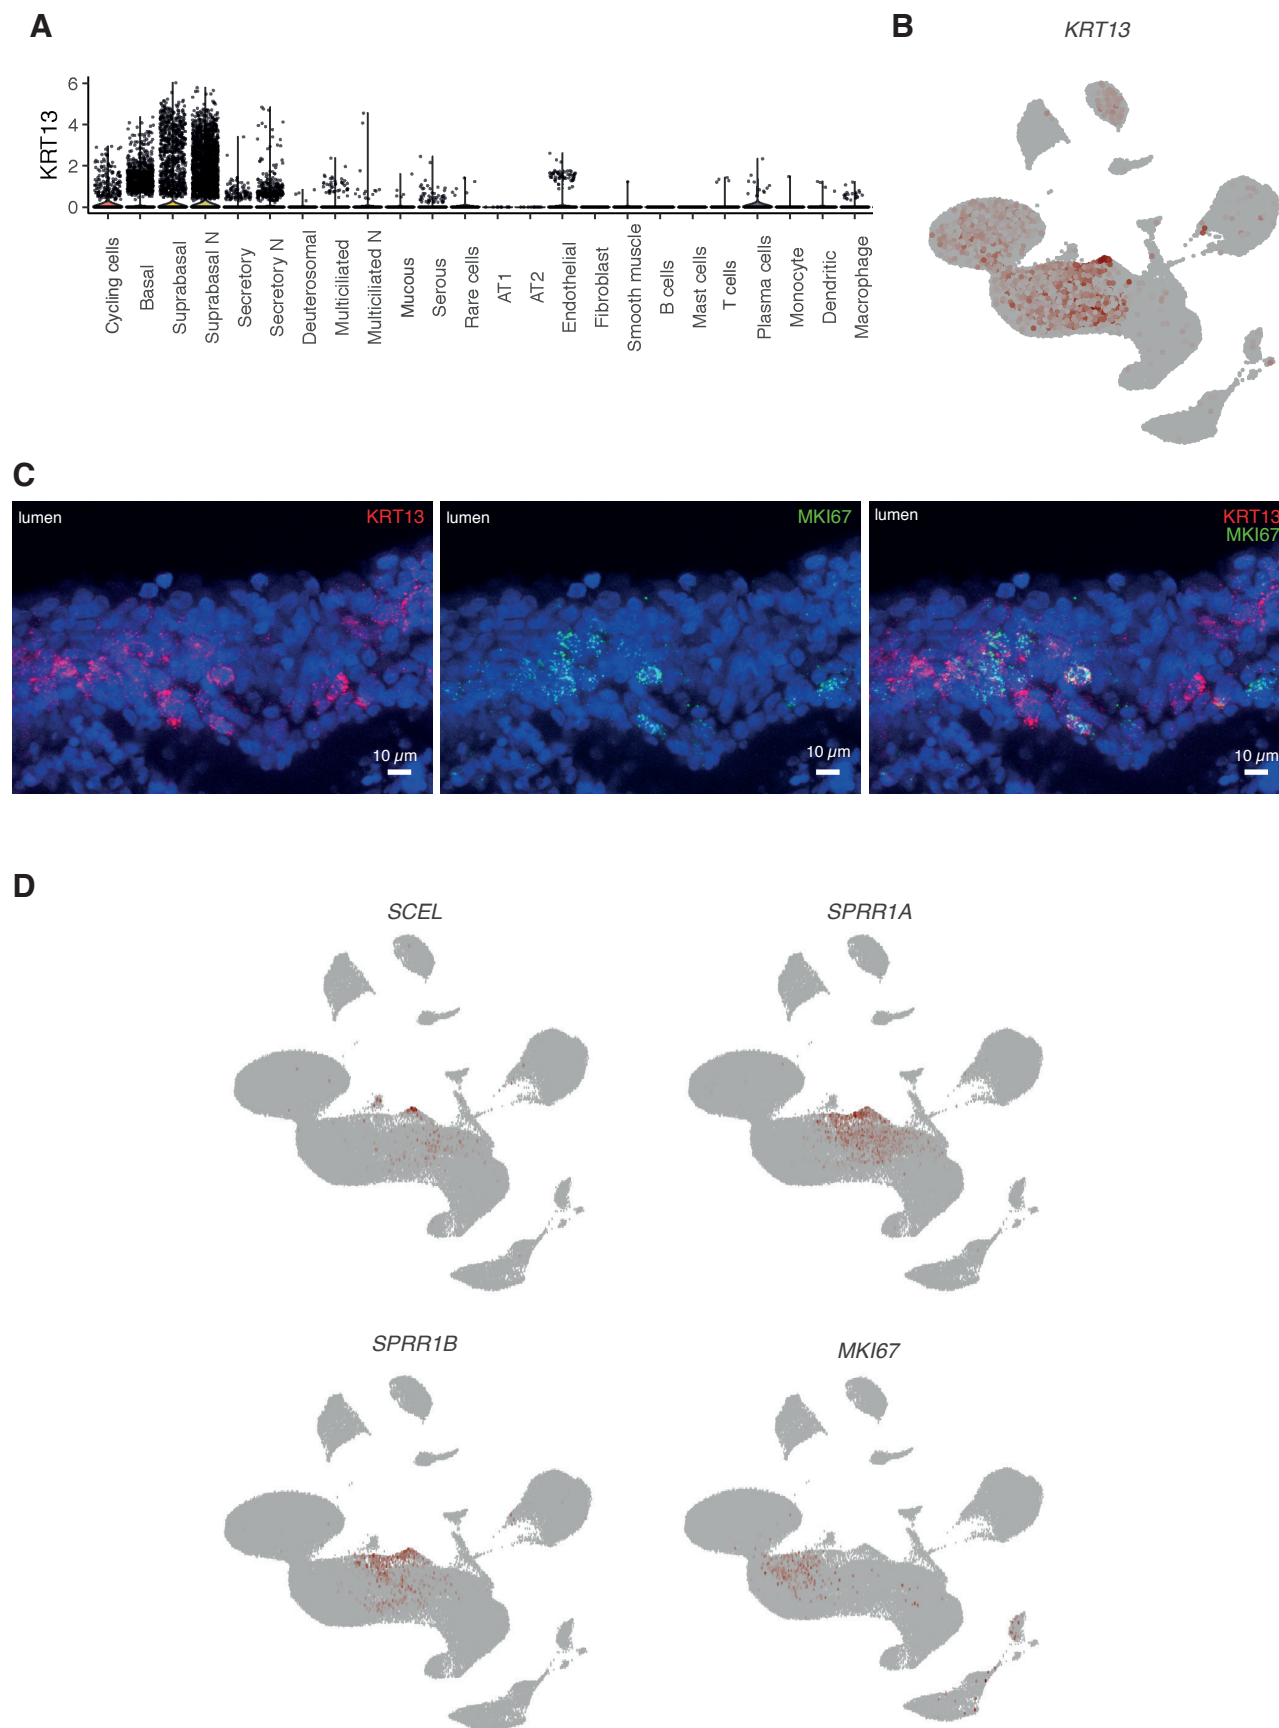 A
B
KRT13
KRT13
6
4
2
0
Cycling cells
Basal
Suprabasal
Suprabasal N
Secretory
Secretory N
Deuterosomal
Multiciliated
Multiciliated N
Mucous
Serous
Rare cells
AT1
AT2
Endothelial
Fibroblast
Smooth muscle
B cells
Mast cells
T cells
Plasma cells
Monocyte
Dendritic
Macrophage
C
lumen
KRT13
10 µm
lumen
MKI67
10 µm
lumen
KRT13
MKI67
10 µm
D
SCEL
SPRR1A
SPRR1B
MKI67